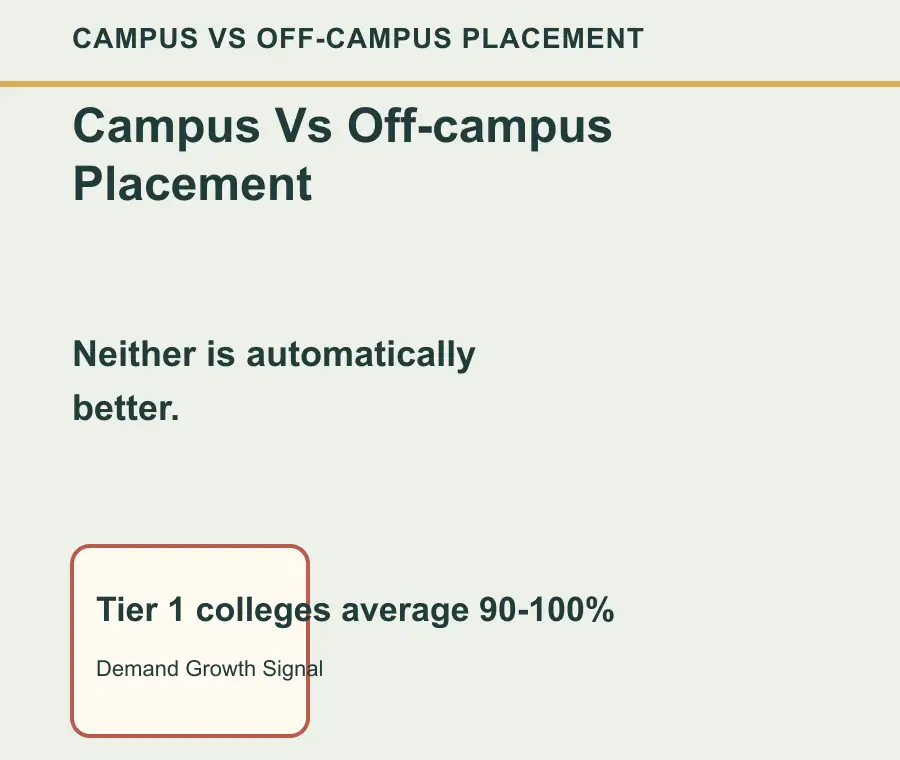 CAMPUS VS OFF-CAMPUS PLACEMENT
Campus Vs Off-campus
Placement
Neither is automatically
better.
Tier 1 colleges average 90-100%
Demand Growth Signal